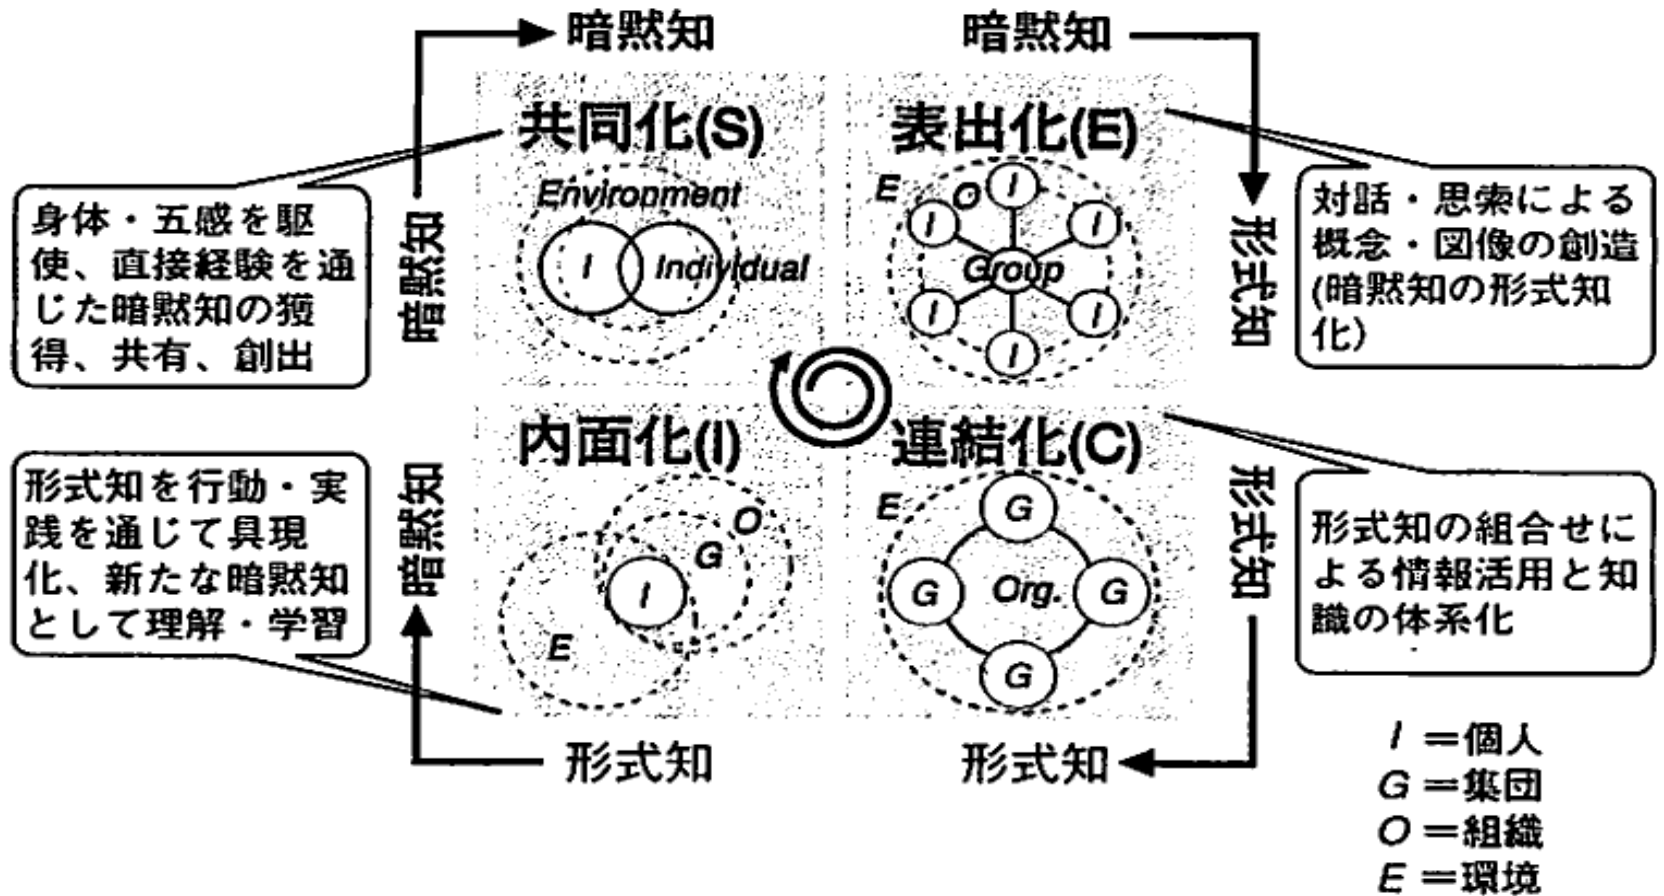 暗黙知
暗黙知
共同化(S)
表出化(E)
Environment
I
Individual
E
O
I
I
I
Group
I
I
I
身体・五感を駆
使、直接経験を通
じた暗黙知の獲
得、共有、創出
暗黙知
形式知
対話・思索による
概念・図像の創造
(暗黙知の形式知
化)
内面化(I)
連結化(C)
形式知を行動・実
践を通じて具現
化、新たな暗黙知
として理解・学習
暗黙知
O
G
I
E
E
G
G
Org.
G
G
形式知
形式知の組合せに
よる情報活用と知
識の体系化
形式知
形式知
I=個人
G=集団
O=組織
E=環境